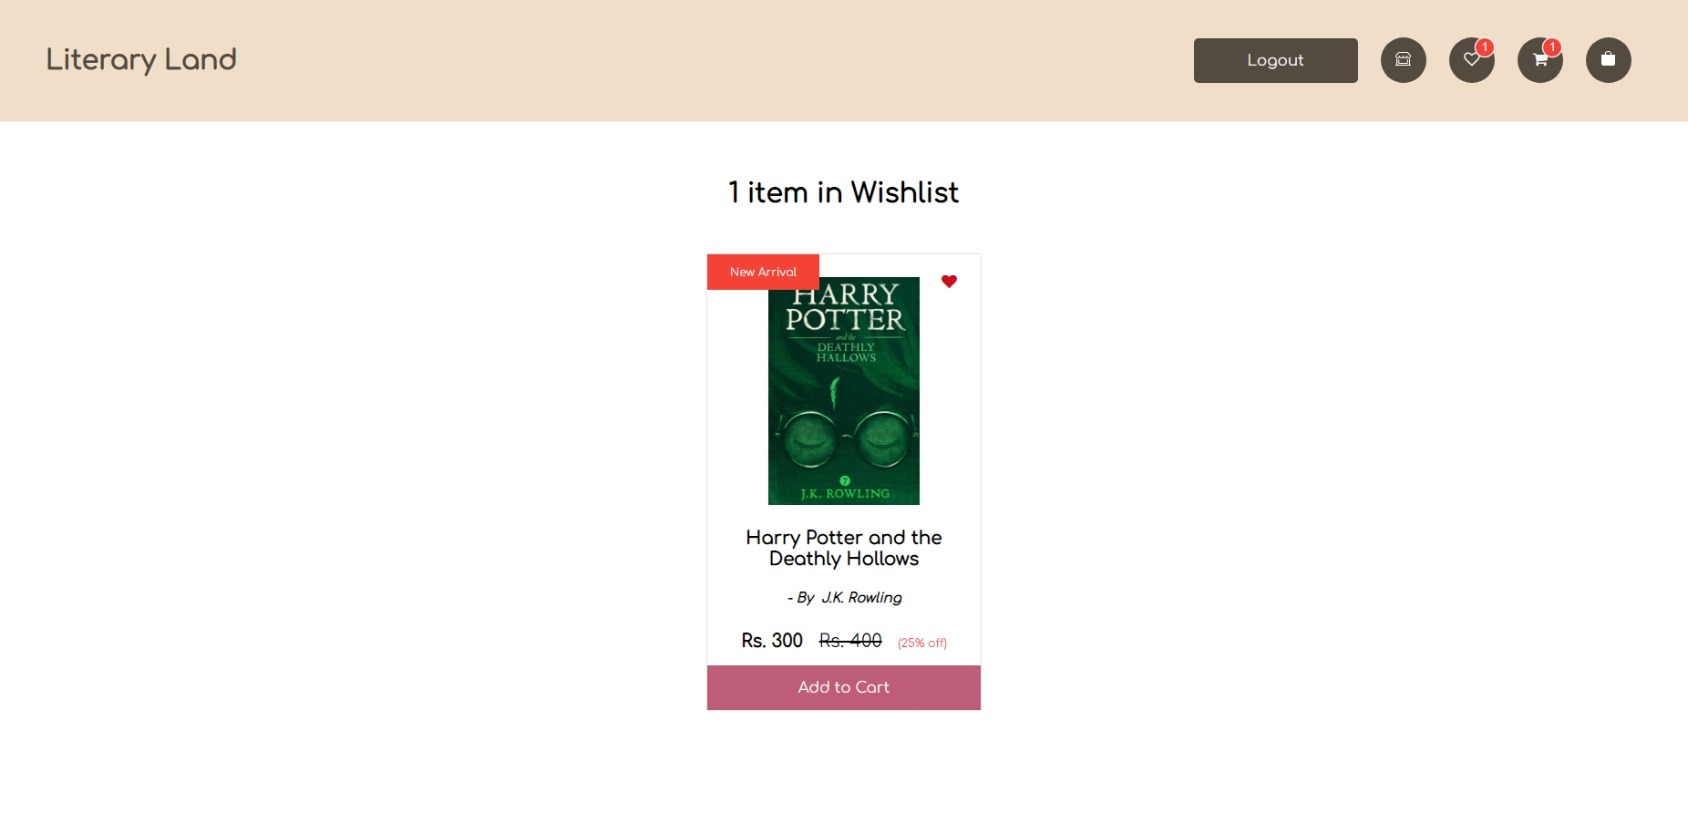 Literary Land
Logout
1
1
1 item in Wishlist
New Arrival
HARRY
POTTER
and the
DEATHLY
HALLOWS
7
J.K. ROWLING
Harry Potter and the
Deathly Hollows
- By J.K. Rowling
Rs. 300 Rs. 400 (25% off)
Add to Cart